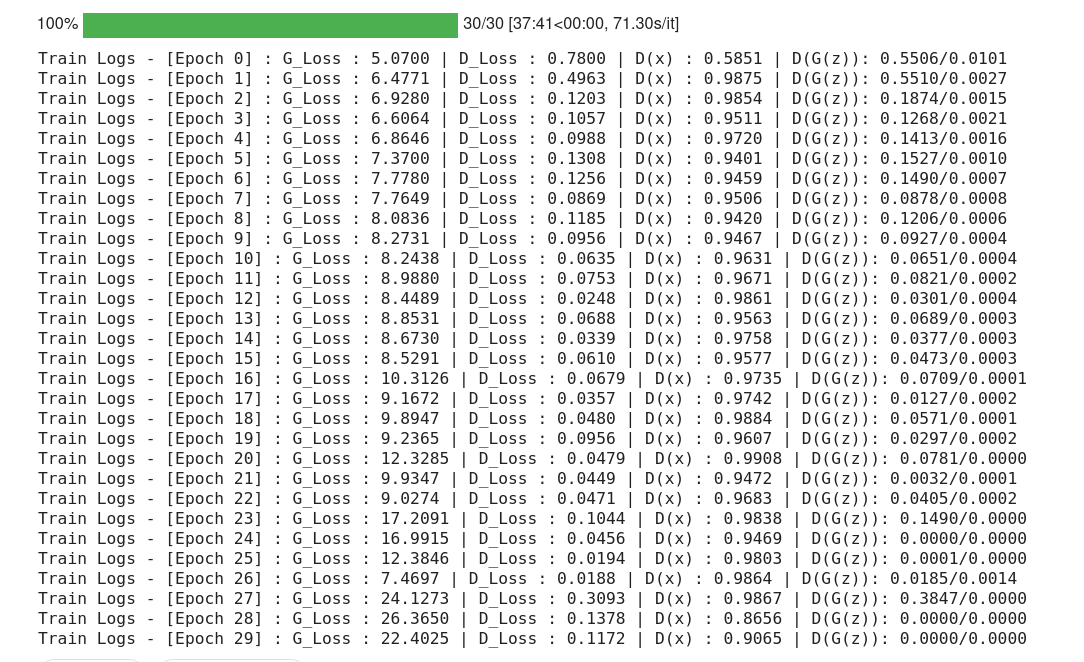 100% 30/30 [37:41<00:00, 71.30s/it]
Train Logs - [Epoch 0] : G_Loss : 5.0700 | D_Loss : 0.7800 | D(x) : 0.5851 | D(G(z)): 0.5506/0.0101
Train Logs - [Epoch 1] : G_Loss : 6.4771 | D_Loss : 0.4963 | D(x) : 0.9875 | D(G(z)): 0.5510/0.0027
Train Logs - [Epoch 2] : G_Loss : 6.9280 | D_Loss : 0.1203 | D(x) : 0.9854 | D(G(z)): 0.1874/0.0015
Train Logs - [Epoch 3] : G_Loss : 6.6064 | D_Loss : 0.1057 | D(x) : 0.9511 | D(G(z)): 0.1268/0.0021
Train Logs - [Epoch 4] : G_Loss : 6.8646 | D_Loss : 0.0988 | D(x) : 0.9720 | D(G(z)): 0.1413/0.0016
Train Logs - [Epoch 5] : G_Loss : 7.3700 | D_Loss : 0.1308 | D(x) : 0.9401 | D(G(z)): 0.1527/0.0010
Train Logs - [Epoch 6] : G_Loss : 7.7780 | D_Loss : 0.1256 | D(x) : 0.9459 | D(G(z)): 0.1490/0.0007
Train Logs - [Epoch 7] : G_Loss : 7.7649 | D_Loss : 0.0869 | D(x) : 0.9506 | D(G(z)): 0.0878/0.0008
Train Logs - [Epoch 8] : G_Loss : 8.0836 | D_Loss : 0.1185 | D(x) : 0.9420 | D(G(z)): 0.1206/0.0006
Train Logs - [Epoch 9] : G_Loss : 8.2731 | D_Loss : 0.0956 | D(x) : 0.9467 | D(G(z)): 0.0927/0.0004
Train Logs - [Epoch 10] : G_Loss : 8.2438 | D_Loss : 0.0635 | D(x) : 0.9631 | D(G(z)): 0.0651/0.0004
Train Logs - [Epoch 11] : G_Loss : 8.9880 | D_Loss : 0.0753 | D(x) : 0.9671 | D(G(z)): 0.0821/0.0002
Train Logs - [Epoch 12] : G_Loss : 8.4489 | D_Loss : 0.0248 | D(x) : 0.9861 | D(G(z)): 0.0301/0.0004
Train Logs - [Epoch 13] : G_Loss : 8.8531 | D_Loss : 0.0688 | D(x) : 0.9563 | D(G(z)): 0.0689/0.0003
Train Logs - [Epoch 14] : G_Loss : 8.6730 | D_Loss : 0.0339 | D(x) : 0.9758 | D(G(z)): 0.0377/0.0003
Train Logs - [Epoch 15] : G_Loss : 8.5291 | D_Loss : 0.0610 | D(x) : 0.9577 | D(G(z)): 0.0473/0.0003
Train Logs - [Epoch 16] : G_Loss : 10.3126 | D_Loss : 0.0679 | D(x) : 0.9735 | D(G(z)): 0.0709/0.0001
Train Logs - [Epoch 17] : G_Loss : 9.1672 | D_Loss : 0.0357 | D(x) : 0.9742 | D(G(z)): 0.0127/0.0002
Train Logs - [Epoch 18] : G_Loss : 9.8947 | D_Loss : 0.0480 | D(x) : 0.9884 | D(G(z)): 0.0571/0.0001
Train Logs - [Epoch 19] : G_Loss : 9.2365 | D_Loss : 0.0956 | D(x) : 0.9607 | D(G(z)): 0.0297/0.0002
Train Logs - [Epoch 20] : G_Loss : 12.3285 | D_Loss : 0.0479 | D(x) : 0.9908 | D(G(z)): 0.0781/0.0000
Train Logs - [Epoch 21] : G_Loss : 9.9347 | D_Loss : 0.0449 | D(x) : 0.9472 | D(G(z)): 0.0032/0.0001
Train Logs - [Epoch 22] : G_Loss : 9.0274 | D_Loss : 0.0471 | D(x) : 0.9683 | D(G(z)): 0.0405/0.0002
Train Logs - [Epoch 23] : G_Loss : 17.2091 | D_Loss : 0.1044 | D(x) : 0.9838 | D(G(z)): 0.1490/0.0000
Train Logs - [Epoch 24] : G_Loss : 16.9915 | D_Loss : 0.0456 | D(x) : 0.9469 | D(G(z)): 0.0000/0.0000
Train Logs - [Epoch 25] : G_Loss : 12.3846 | D_Loss : 0.0194 | D(x) : 0.9803 | D(G(z)): 0.0001/0.0000
Train Logs - [Epoch 26] : G_Loss : 7.4697 | D_Loss : 0.0188 | D(x) : 0.9864 | D(G(z)): 0.0185/0.0014
Train Logs - [Epoch 27] : G_Loss : 24.1273 | D_Loss : 0.3093 | D(x) : 0.9867 | D(G(z)): 0.3847/0.0000
Train Logs - [Epoch 28] : G_Loss : 26.3650 | D_Loss : 0.1378 | D(x) : 0.8656 | D(G(z)): 0.0000/0.0000
Train Logs - [Epoch 29] : G_Loss : 22.4025 | D_Loss : 0.1172 | D(x) : 0.9065 | D(G(z)): 0.0000/0.0000